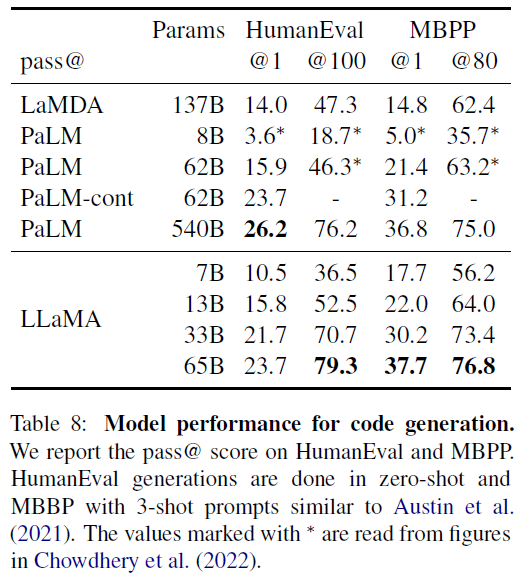 Params HumanEval MBPP
pass@ @1 @100 @1 @80
LaMDA 137B 14.0 47.3 14.8 62.4
PaLM 8B 3.6* 18.7* 5.0* 35.7*
PaLM 62B 15.9 46.3* 21.4 63.2*
PaLM-cont 62B 23.7 - 31.2 -
PaLM 540B 26.2 76.2 36.8 75.0
LLaMA
7B 10.5 36.5 17.7 56.2
13B 15.8 52.5 22.0 64.0
33B 21.7 70.7 30.2 73.4
65B 23.7 79.3 37.7 76.8
Table 8: Model performance for code generation.
We report the pass@ score on HumanEval and MBPP.
HumanEval generations are done in zero-shot and
MBBP with 3-shot prompts similar to Austin et al.
(2021). The values marked with * are read from figures
in Chowdhery et al. (2022).